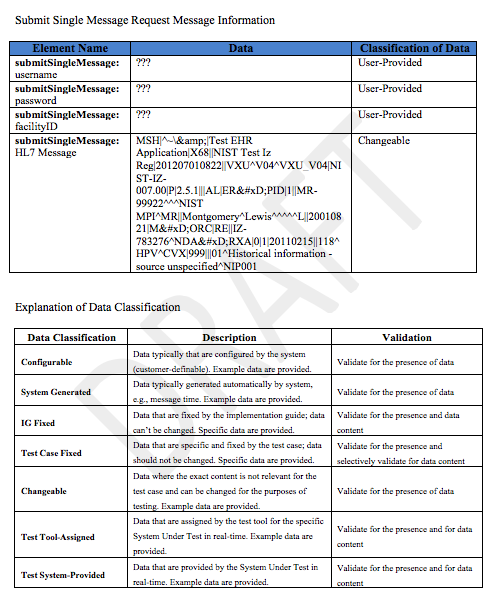 Submit Single Message Request Message Information
Element Name Data Classification of Data
submitSingleMessage: ??? User-Provided
username
submitSingleMessage: ??? User-Provided
password
submitSingleMessage: ??? User-Provided
facilityID
submitSingleMessage: MSH|^~\&amp;|Test EHR Changeable
HL7 Message Application|X68||NIST Test Iz
Reg|201207010822||VXU^V04^VXU_V04|NI
ST-IZ-
007.00|P|2.5.1|||AL|ER&#xD;PID|1||MR-
99922^^^NIST
MPI^MR||Montgomery^Lewis^^^^^L||200108
21|M&#xD;ORC|RE||IZ-
783276^NDA&#xD;RXA|0|1|20110215||118^
HPV^CVX|999|||01^Historical information -
source unspecified^NIP001
Explanation of Data Classification
Data Classification Description Validation
Configurable Data typically that are configured by the system (customer-definable). Example data are provided. Validate for the presence of data
System Generated Data typically generated automatically by system, e.g., message time. Example data are provided. Validate for the presence of data
IG Fixed Data that are fixed by the implementation guide; data can't be changed. Specific data are provided. Validate for the presence and data content
Test Case Fixed Data that are specific and fixed by the test case; data should not be changed. Specific data are provided. Validate for the presence and selectively validate for data content
Changeable Data where the exact content is not relevant for the test case and can be changed for the purposes of testing. Example data are provided. Validate for the presence of data
Test Tool-Assigned Data that are assigned by the test tool for the specific System Under Test in real-time. Example data are provided. Validate for the presence and for data content
Test System-Provided Data that are provided by the System Under Test in real-time. Example data are provided. Validate for the presence and for data content
DRAFT